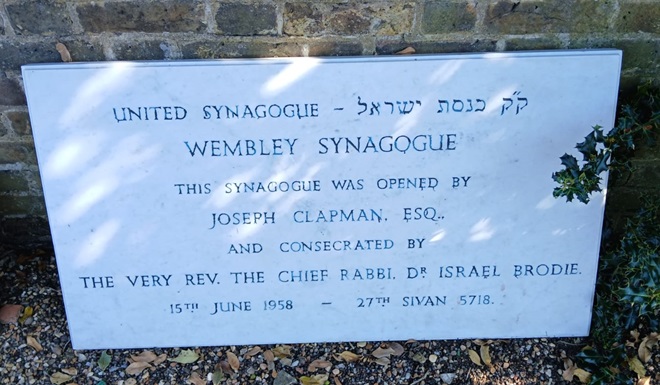 UNITED SYNAGOGUE – ק״ק כנסת ישראל
WEMBLEY SYNAGOGUE
THIS SYNAGOGUE WAS OPENED BY
JOSEPH CLAPMAN, ESQ.,
AND CONSECRATED BY
THE VERY REV. THE CHIEF RABBI, DR ISRAEL BRODIE.
15TH JUNE 1958 – 27TH SIVAN 5718.